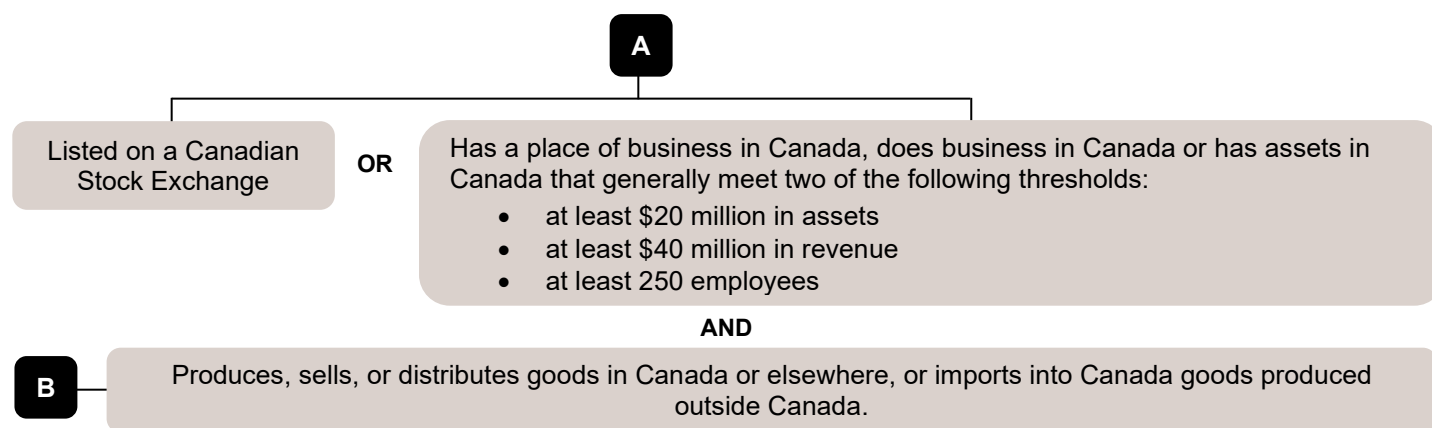 A
Listed on a Canadian
Stock Exchange
OR
Has a place of business in Canada, does business in Canada or has assets in
Canada that generally meet two of the following thresholds:
• at least $20 million in assets
• at least $40 million in revenue
• at least 250 employees
AND
B
Produces, sells, or distributes goods in Canada or elsewhere, or imports into Canada goods produced
outside Canada.